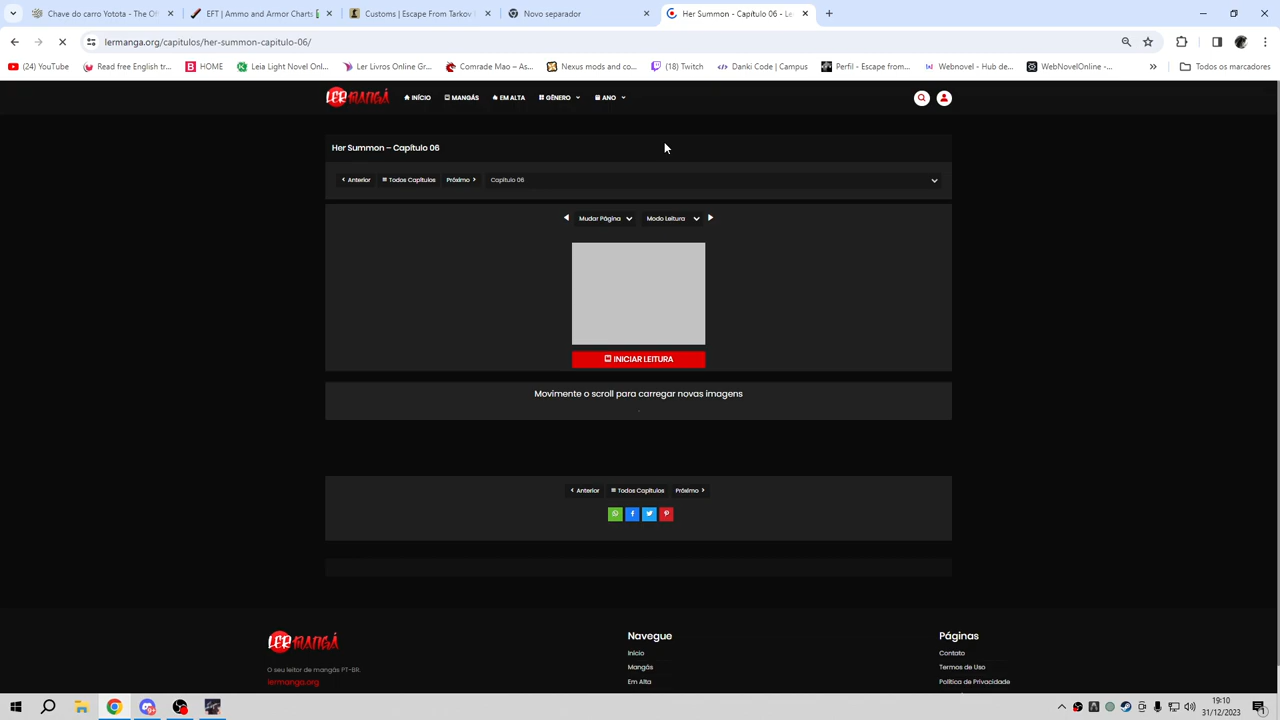 Chave do carro Yotota - The Of
EFT | Ammo and Armor Charts
Customs | Escape From Tarkov
Novo separador
Her Summon - Capítulo 06 - Le
lermanga.org/capitulos/her-summon-capitulo-06/
(24) YouTube
Read free English tr...
HOME
Leia Light Novel Onl...
Ler Livros Online Gr...
Comrade Mao – As...
Nexus mods and co...
(18) Twitch
Danki Code | Campus
Perfil - Escape from...
Webnovel - Hub de...
WebNovelOnline -...
»
Todos os marcadores
LER MANGÁ
INÍCIO
MANGÁS
EM ALTA
GÊNERO
ANO
Her Summon – Capítulo 06
Anterior
Todos Capítulos
Próximo
Capítulo 06
Mudar Página
Modo Leitura
INICIAR LEITURA
Movimente o scroll para carregar novas imagens
Anterior
Todos Capítulos
Próximo
LER MANGÁ
O seu leitor de mangás PT-BR.
lermanga.org
Navegue
Início
Mangás
Em Alta
Páginas
Contato
Termos de Uso
Política de Privacidade
19:10
31/12/2023
1